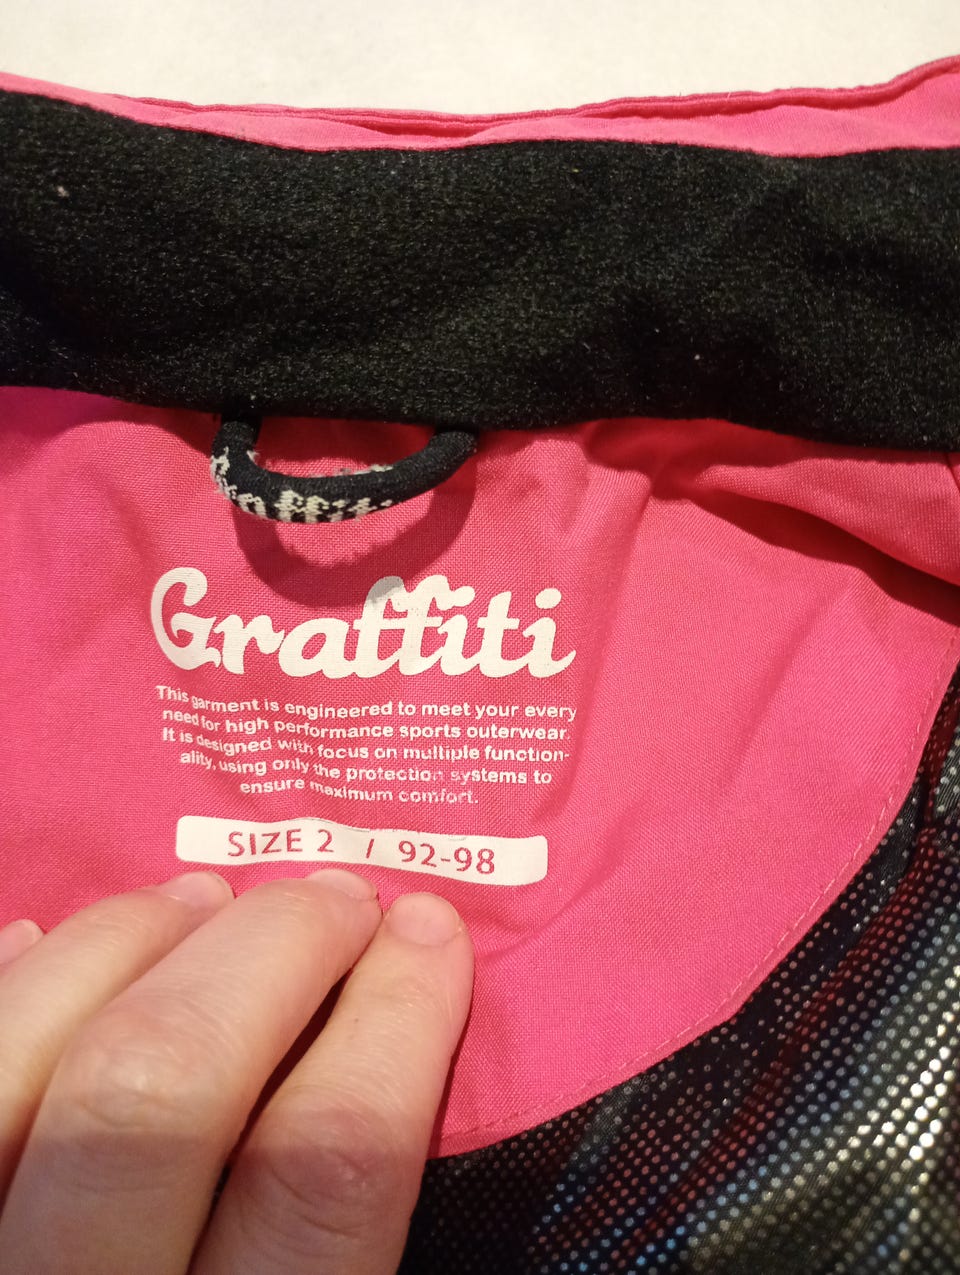 Graffiti
Graffiti
This garment is engineered to meet your every
need for high performance sports outerwear.
It is designed with focus on multiple function-
ality, using only the protection systems to
ensure maximum comfort.
SIZE 2 / 92-98